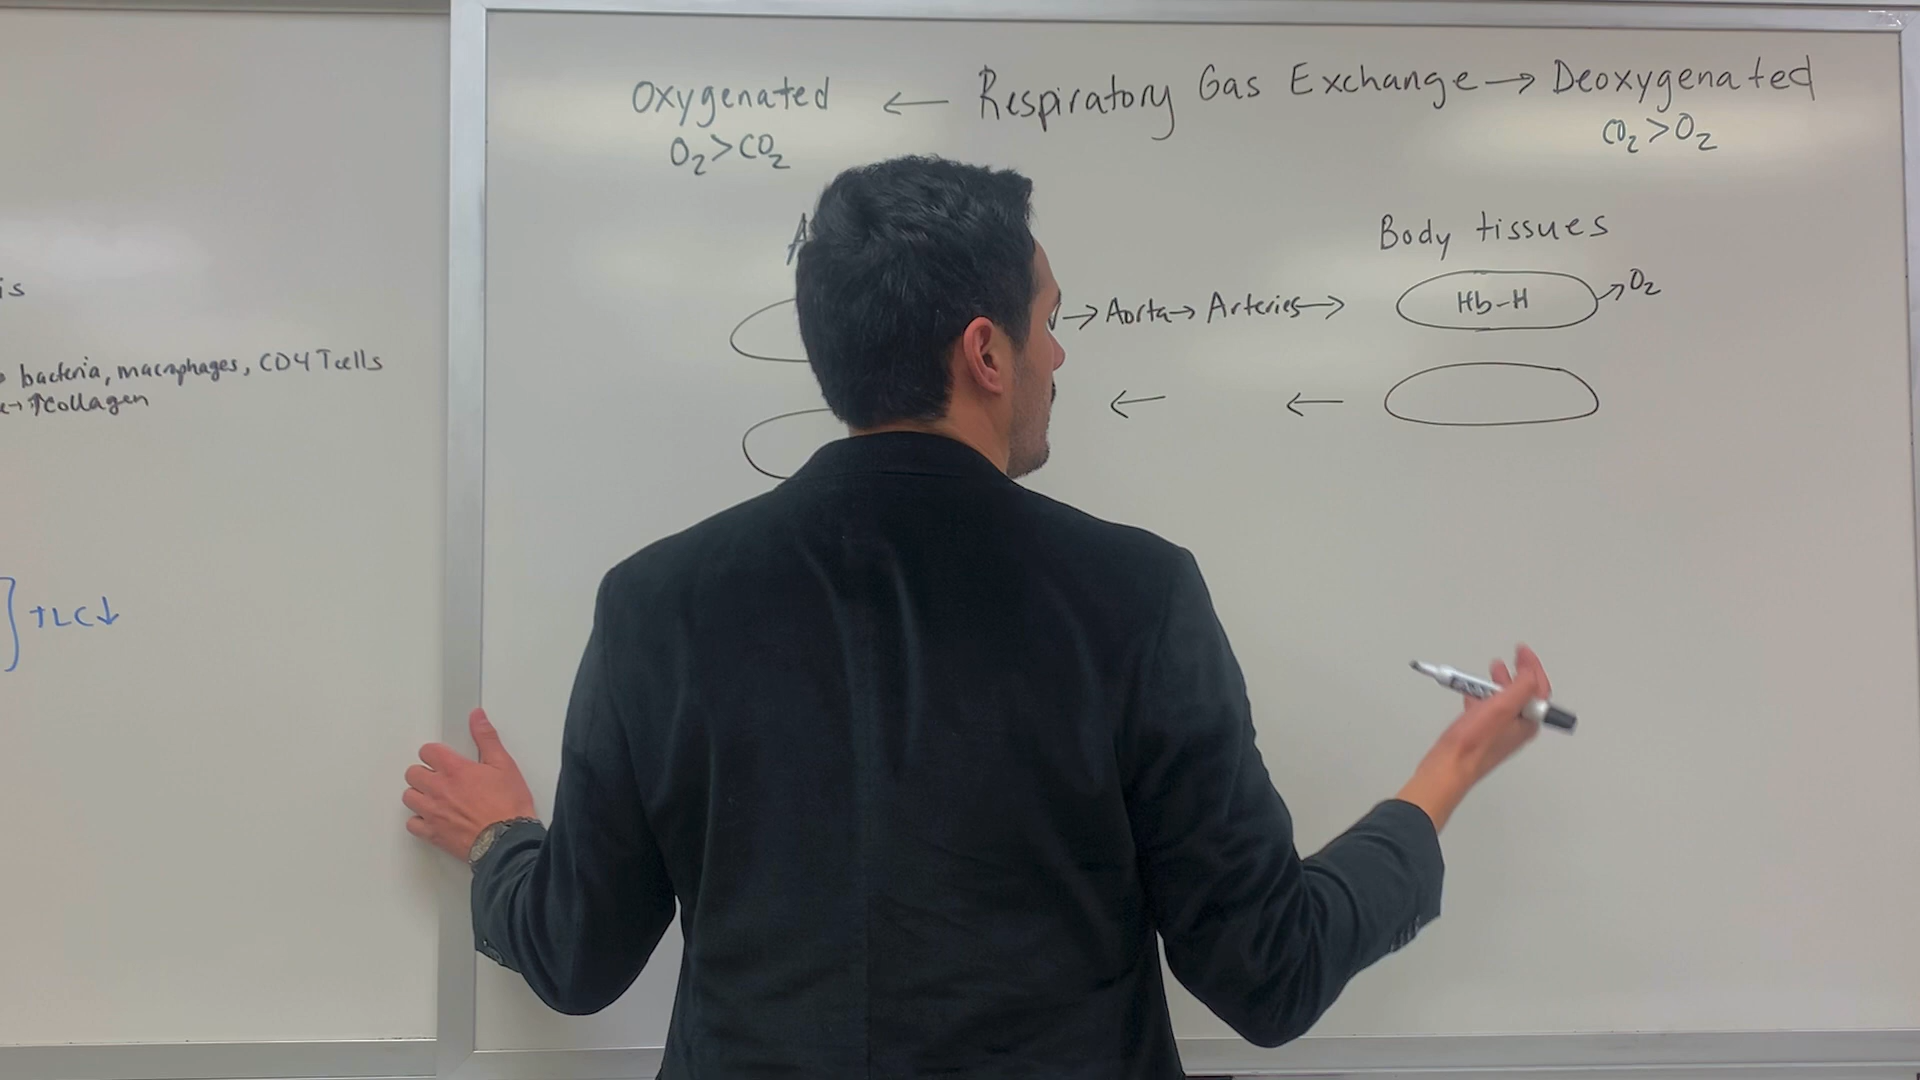 Oxygenated ← Respiratory Gas Exchange → Deoxygenated
O₂>CO₂
CO₂>O₂
Body tissues
→ Aorta → Arteries →
Hb-H
↗O₂
← ←
is
bacteria, macrophages, CD4 Tcells
→ ↑Collagen
] TLC↓